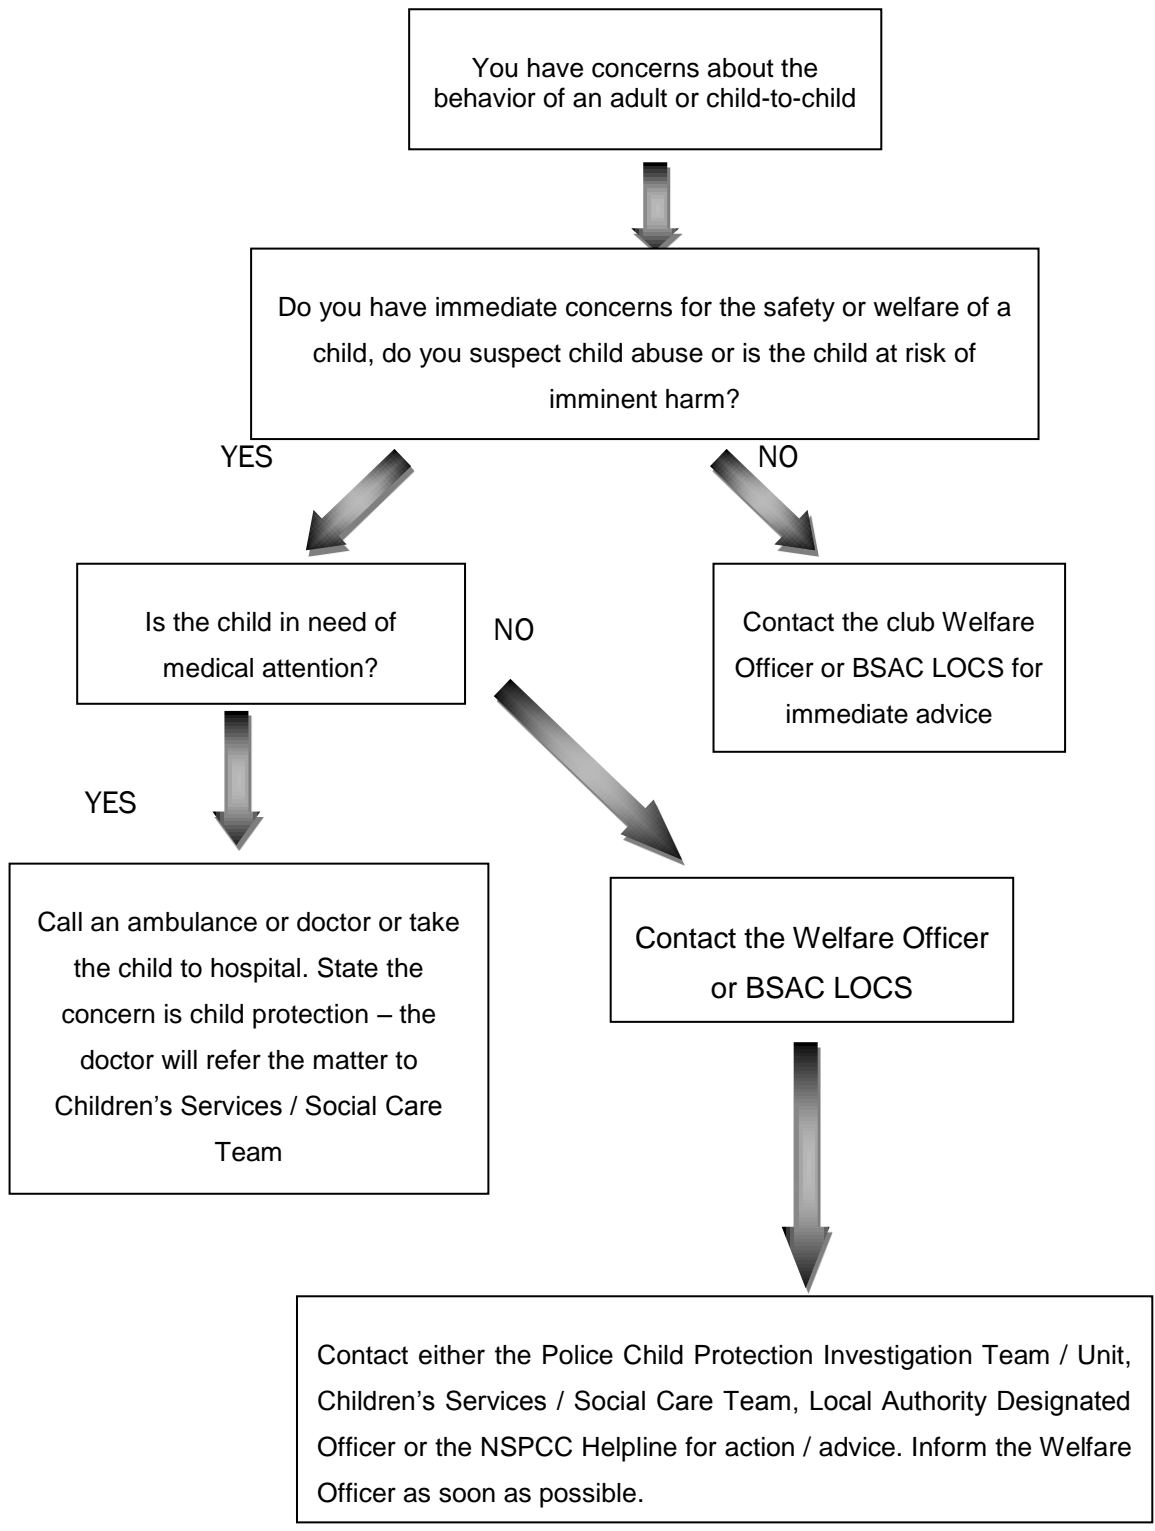 You have concerns about the
behavior of an adult or child-to-child
Do you have immediate concerns for the safety or welfare of a
child, do you suspect child abuse or is the child at risk of
imminent harm?
YES
NO
Is the child in need of
medical attention?
NO
Contact the club Welfare
Officer or BSAC LOCS for
immediate advice
YES
Call an ambulance or doctor or take
the child to hospital. State the
concern is child protection – the
doctor will refer the matter to
Children’s Services / Social Care
Team
Contact the Welfare Officer
or BSAC LOCS
Contact either the Police Child Protection Investigation Team / Unit,
Children’s Services / Social Care Team, Local Authority Designated
Officer or the NSPCC Helpline for action / advice. Inform the Welfare
Officer as soon as possible.